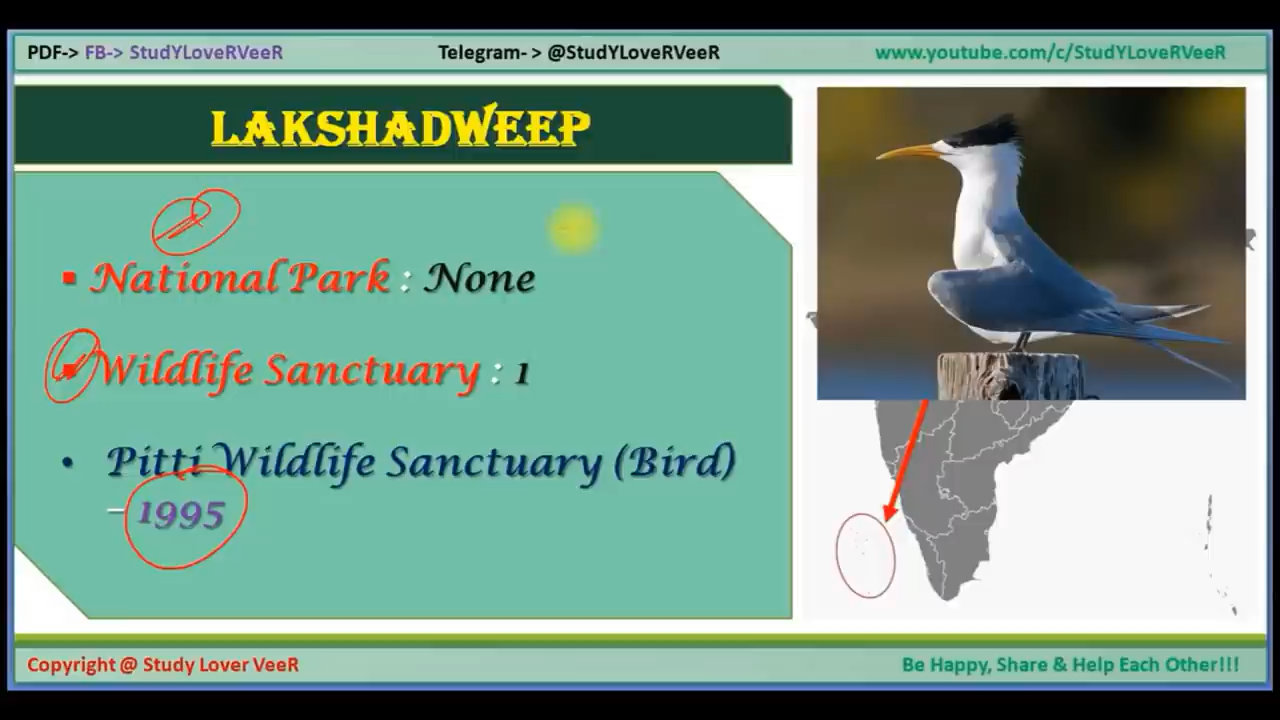 PDF-> FB-> StudYLoveRVeeR
Telegram- > @StudYLoveRVeeR
www.youtube.com/c/StudYLoveRVeeR
LAKSHADWEEP
▪ National Park : None
▪ Wildlife Sanctuary : 1
• Pitti Wildlife Sanctuary (Bird)
– 1995
Copyright @ Study Lover VeeR
Be Happy, Share & Help Each Other!!!